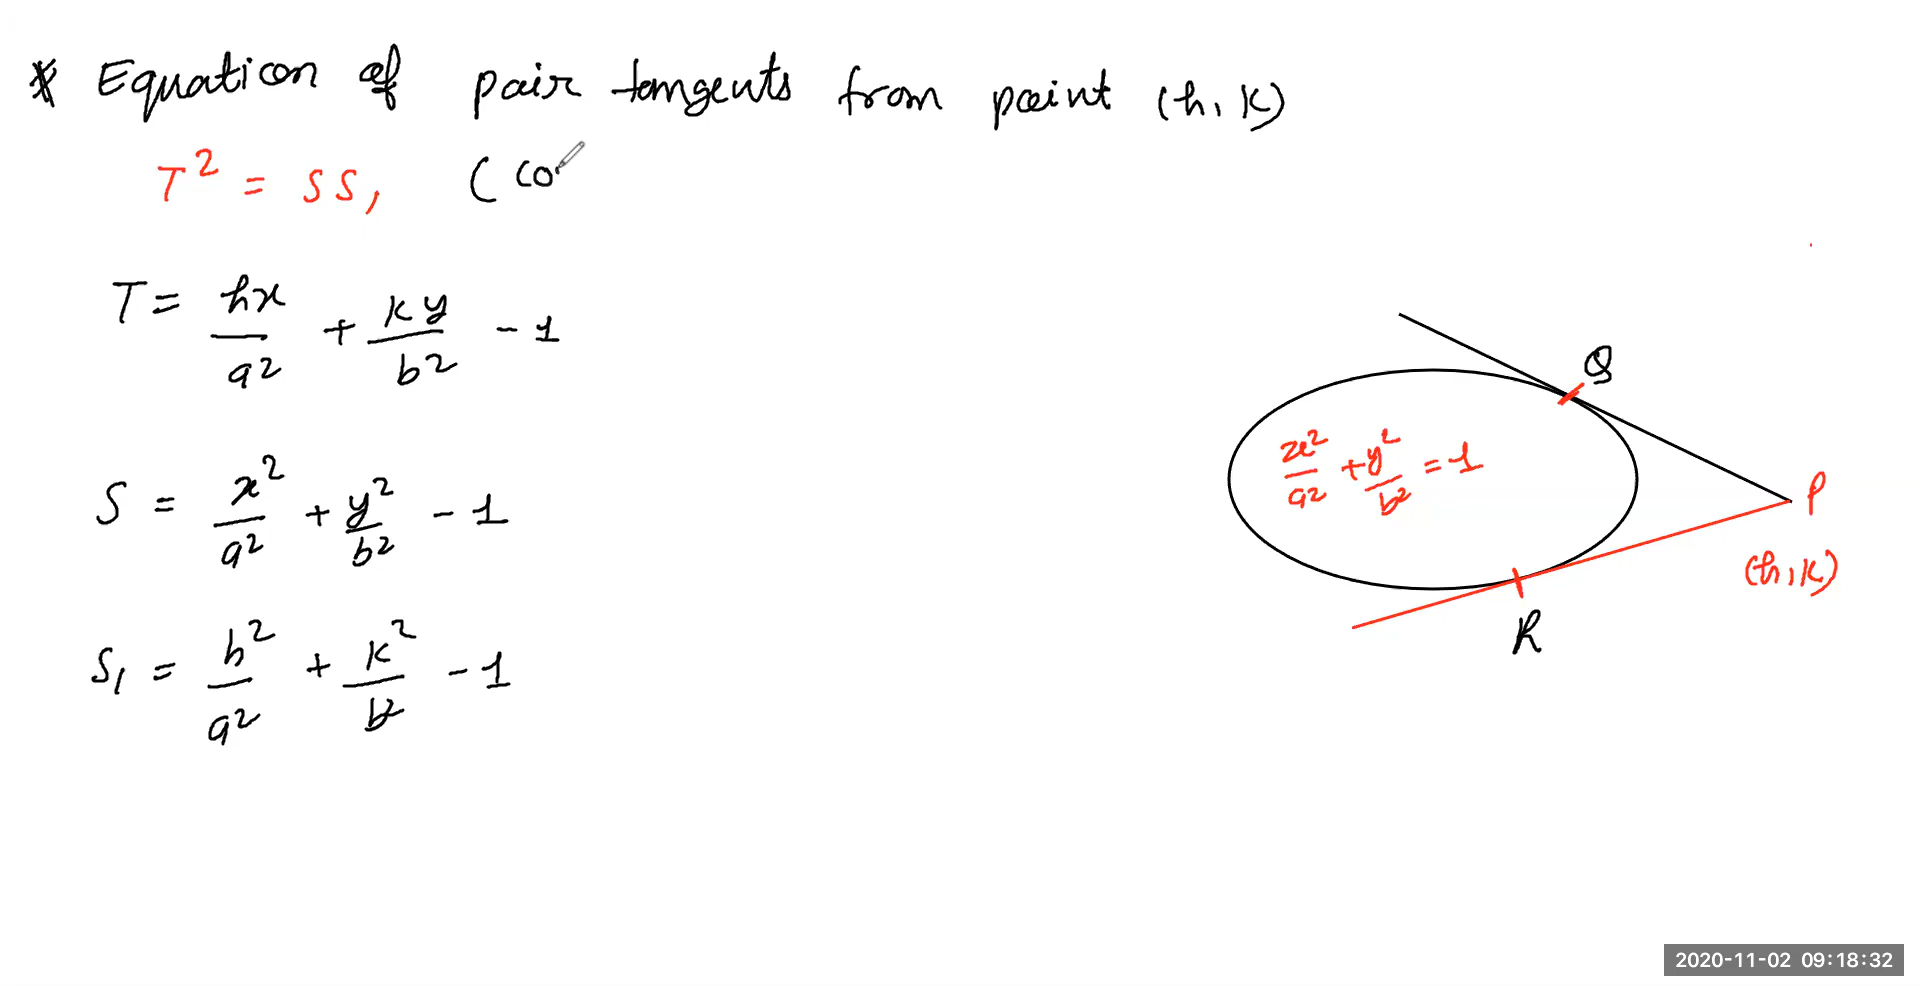 * Equation of pair tangents from point (h, k)
T² = SS₁ (co
T = hx/a² + ky/b² - 1
S = x²/a² + y²/b² - 1
S₁ = h²/a² + k²/b² - 1
Q
x²/a² + y²/b² = 1
P
(h, k)
R
2020-11-02 09:18:32